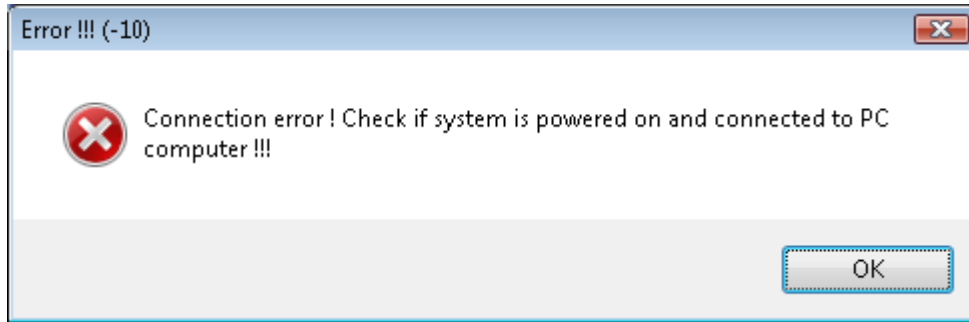 Error !!! (-10)
Connection error ! Check if system is powered on and connected to PC
computer !!!
OK